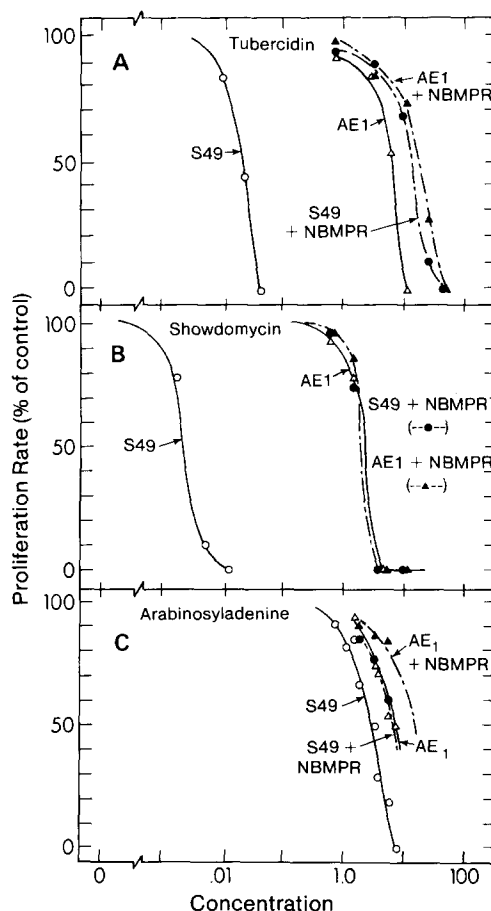 Proliferation Rate (% of control)
A
Tubercidin
100
50
0
S49
AE1
AE1
+ NBMPR
S49
+ NBMPR
B
Showdomycin
100
50
0
S49
AE1
S49 + NBMPR
(--●--)
AE1 + NBMPR
(--▲--)
C
Arabinosyladenine
100
50
0
S49
S49 +
NBMPR
AE1
AE1
+ NBMPR
0
.01
1.0
100
Concentration